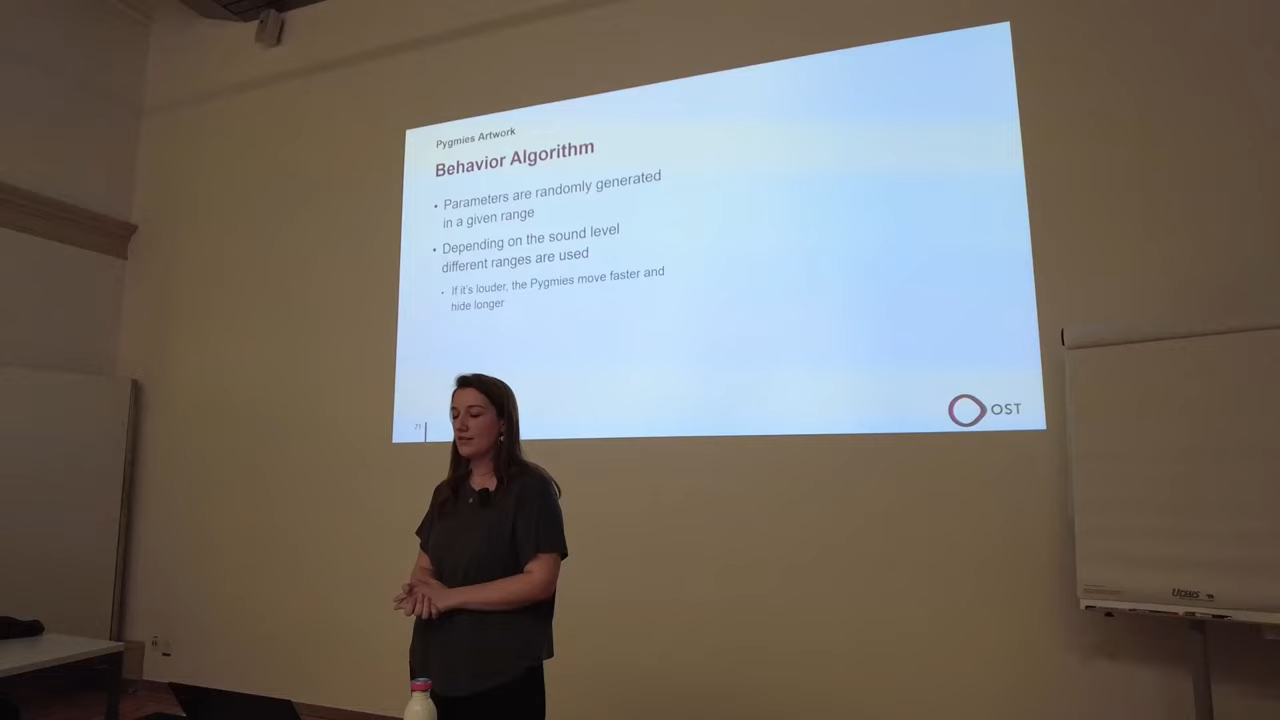 Pygmies Artwork
Behavior Algorithm
• Parameters are randomly generated
in a given range
• Depending on the sound level
different ranges are used
• If it's louder, the Pygmies move faster and
hide longer
71
OST